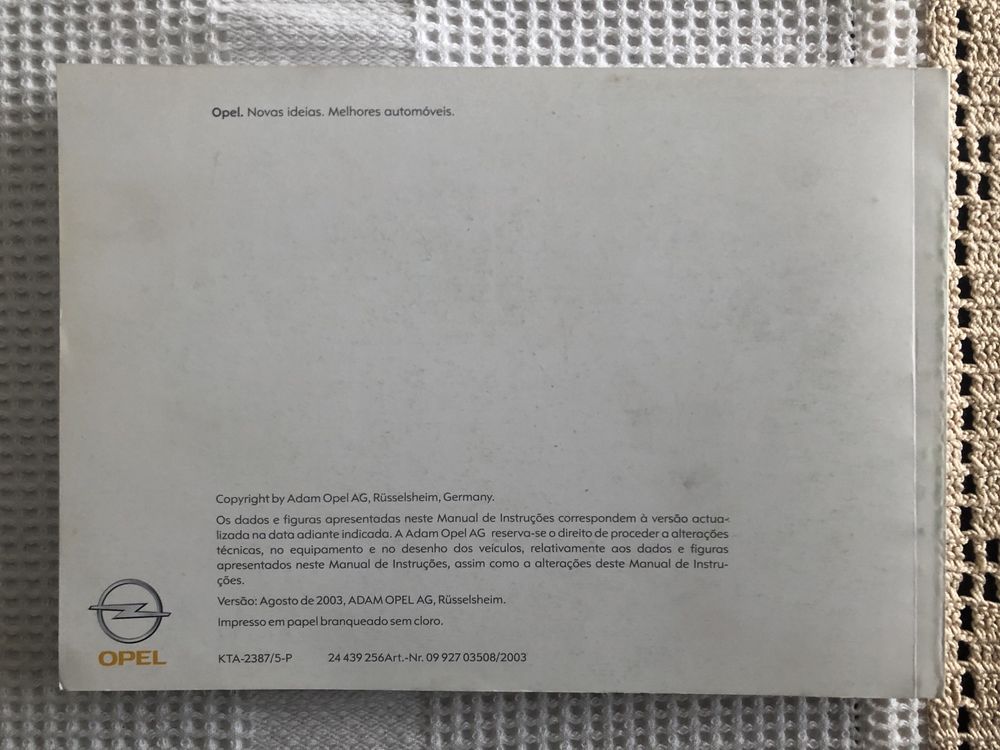 Opel. Novas ideias. Melhores automóveis.
Copyright by Adam Opel AG, Rüsselsheim, Germany.
Os dados e figuras apresentadas neste Manual de Instruções correspondem à versão actua-
lizada na data adiante indicada. A Adam Opel AG reserva-se o direito de proceder a alterações
técnicas, no equipamento e no desenho dos veículos, relativamente aos dados e figuras
apresentados neste Manual de Instruções, assim como a alterações deste Manual de Instru-
ções.
Versão: Agosto de 2003, ADAM OPEL AG, Rüsselsheim.
Impresso em papel branqueado sem cloro.
OPEL
KTA-2387/5-P 24 439 256Art.-Nr. 09 927 03508/2003